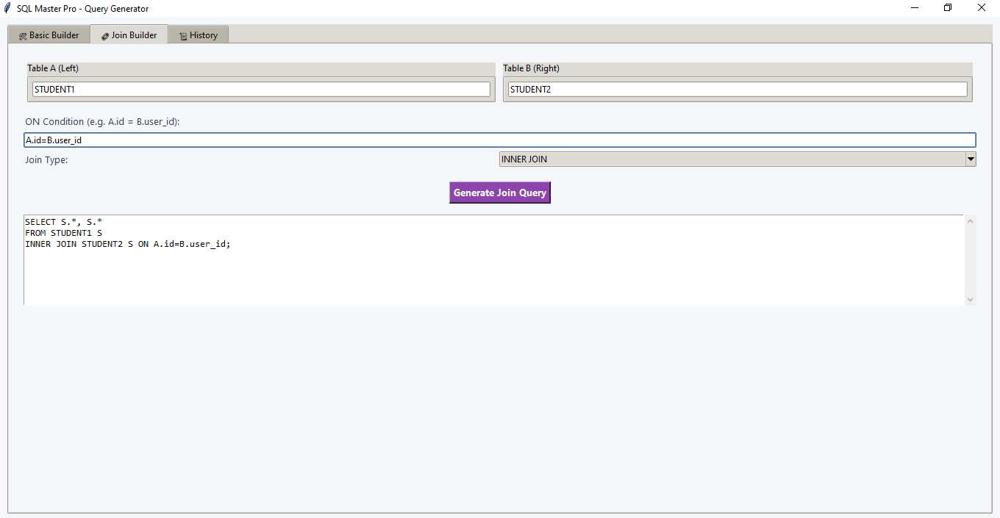 SQL Master Pro - Query Generator
Basic Builder
Join Builder
History
Table A (Left)
Table B (Right)
STUDENT1
STUDENT2
ON Condition (e.g. A.id = B.user_id):
A.id=B.user_id
Join Type:
INNER JOIN
Generate Join Query
SELECT S.*, S.*
FROM STUDENT1 S
INNER JOIN STUDENT2 S ON A.id=B.user_id;